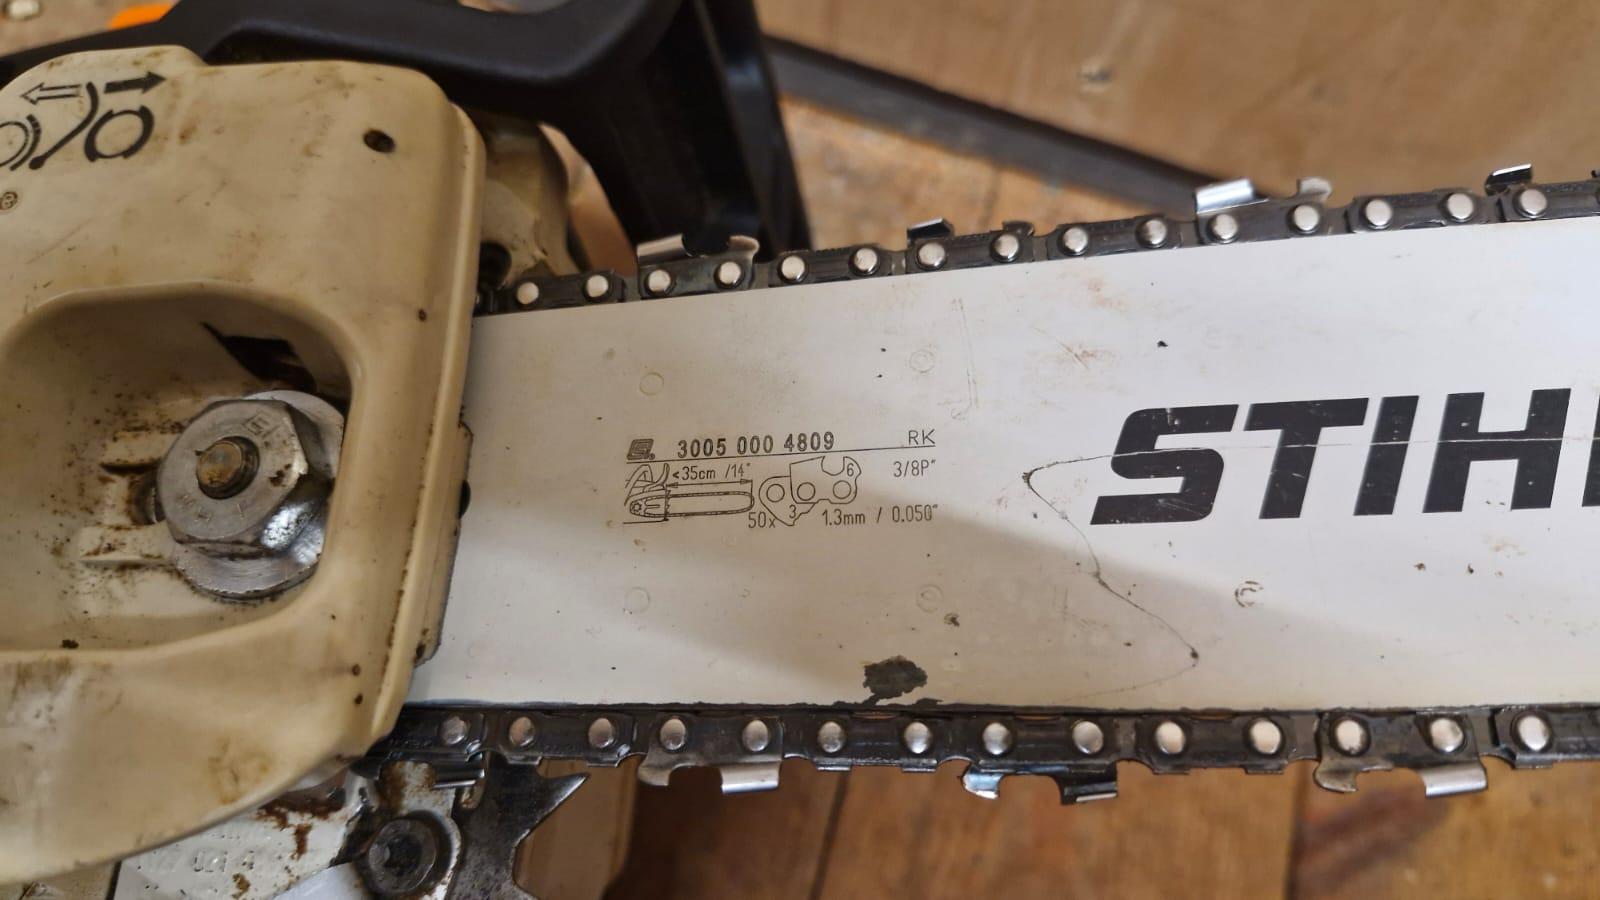 3005 000 4809 RK
<35cm /14" 6 3/8P"
50x 3 1.3mm / 0.050"
STIH